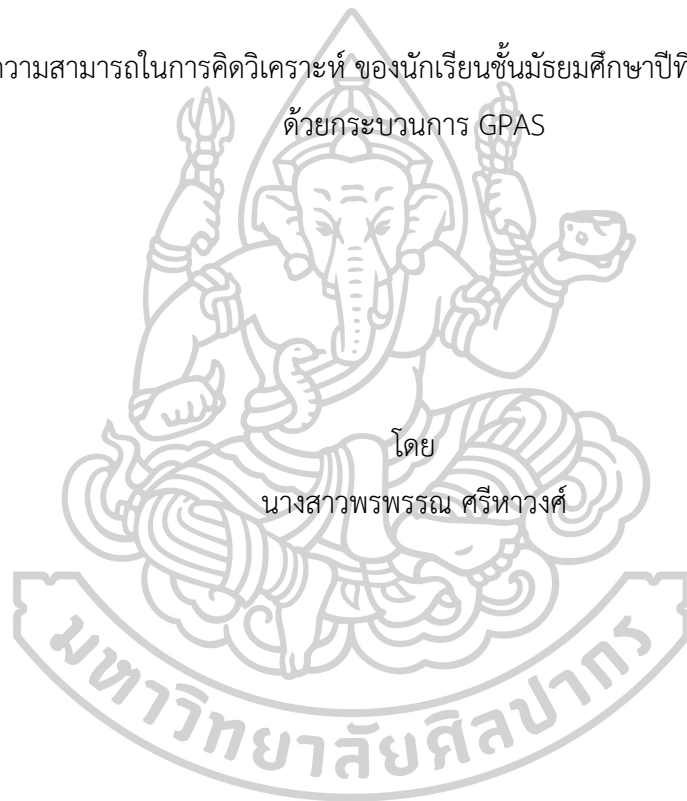 ความสามารถในการคิดวิเคราะห์ ของนักเรียนชั้นมัธยมศึกษาปีที่
ด้วยกระบวนการ GPAS
โดย
นางสาวพรพรรณ ศรีหาวงศ์
มหาวิทยาลัยศิลปากร